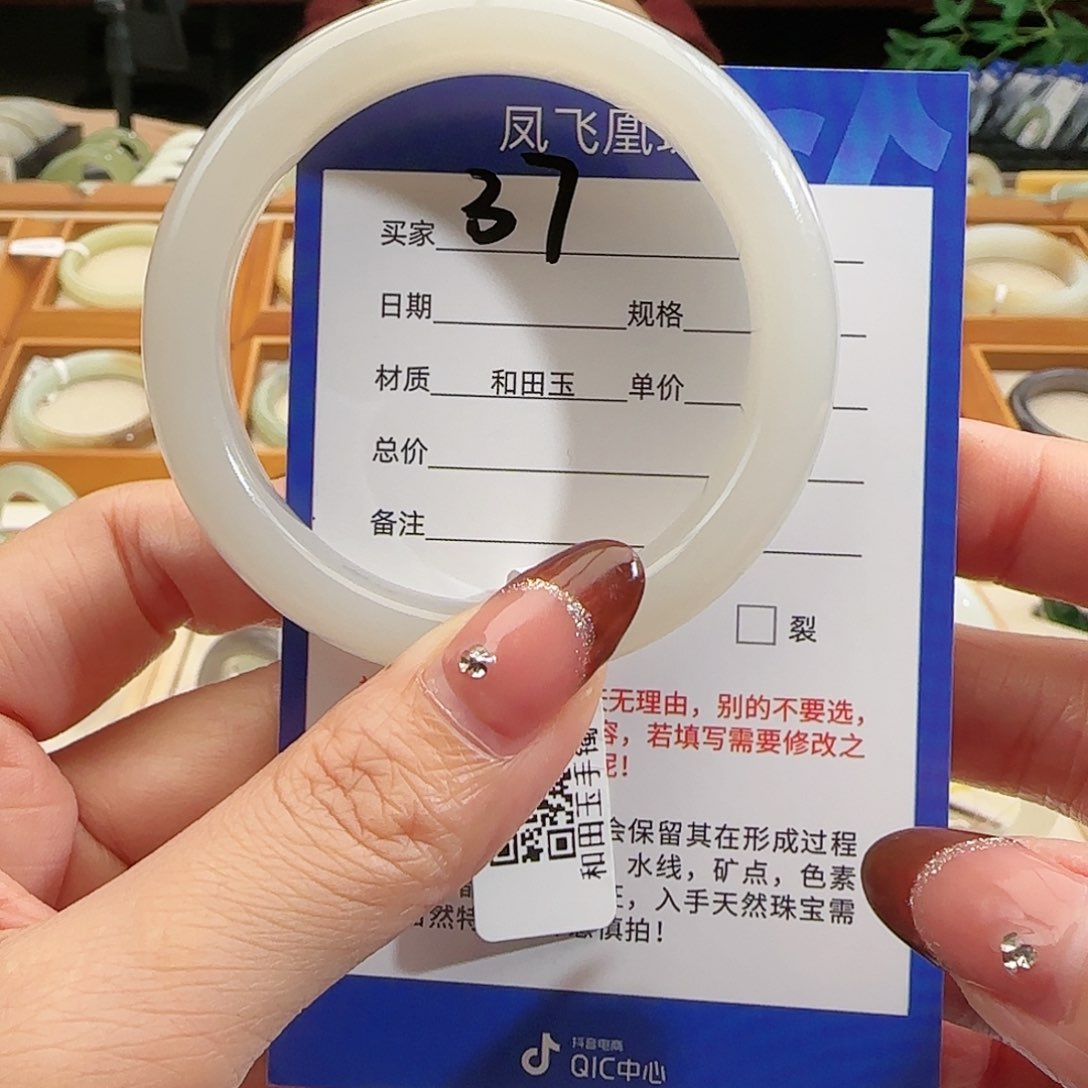 凤飞凰
37
买家
日期 规格
材质 和田玉 单价
总价
备注
裂
无理由，别的不要选，
容，若填写需要修改之
呢！
会保留其在形成过程
水线，矿点，色素
征，入手天然珠宝需
自然特 慎拍！
和田玉手镯
抖音电商
QIC中心